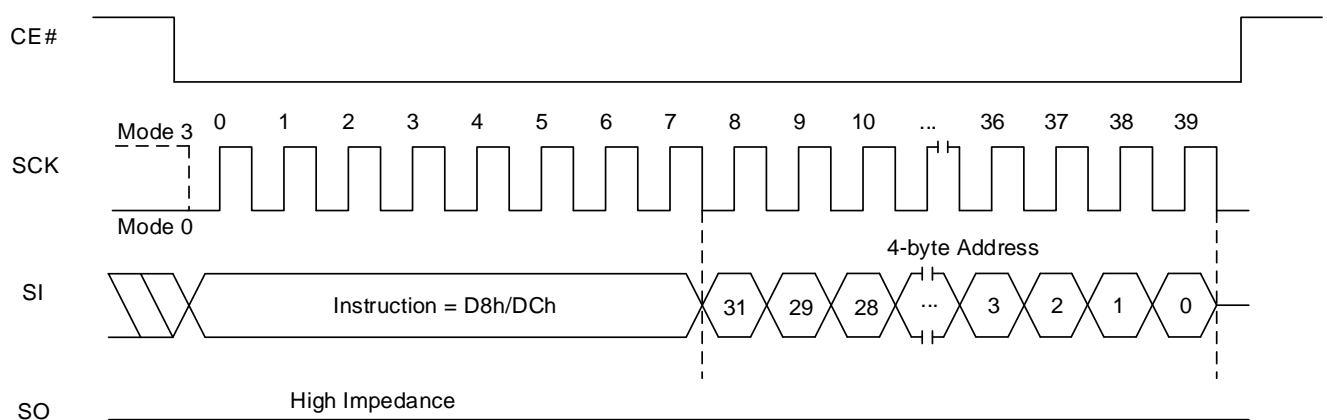 CE#
0 1 2 3 4 5 6 7 8 9 10 ... 36 37 38 39
Mode 3
SCK
Mode 0
4-byte Address
SI
Instruction = D8h/DCh 31 29 28 ... 3 2 1 0
High Impedance
SO